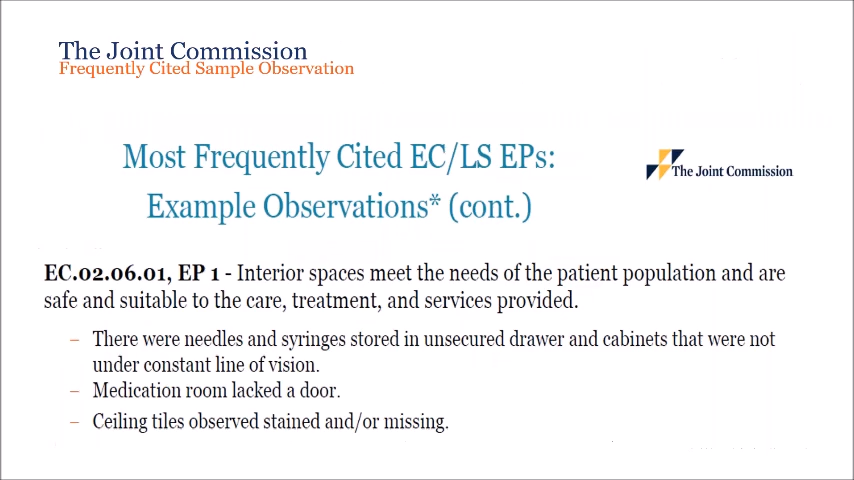 The Joint Commission
Frequently Cited Sample Observation
Most Frequently Cited EC/LS EPs:
Example Observations* (cont.)
The Joint Commission
EC.02.06.01, EP 1 - Interior spaces meet the needs of the patient population and are
safe and suitable to the care, treatment, and services provided.
– There were needles and syringes stored in unsecured drawer and cabinets that were not
under constant line of vision.
– Medication room lacked a door.
– Ceiling tiles observed stained and/or missing.